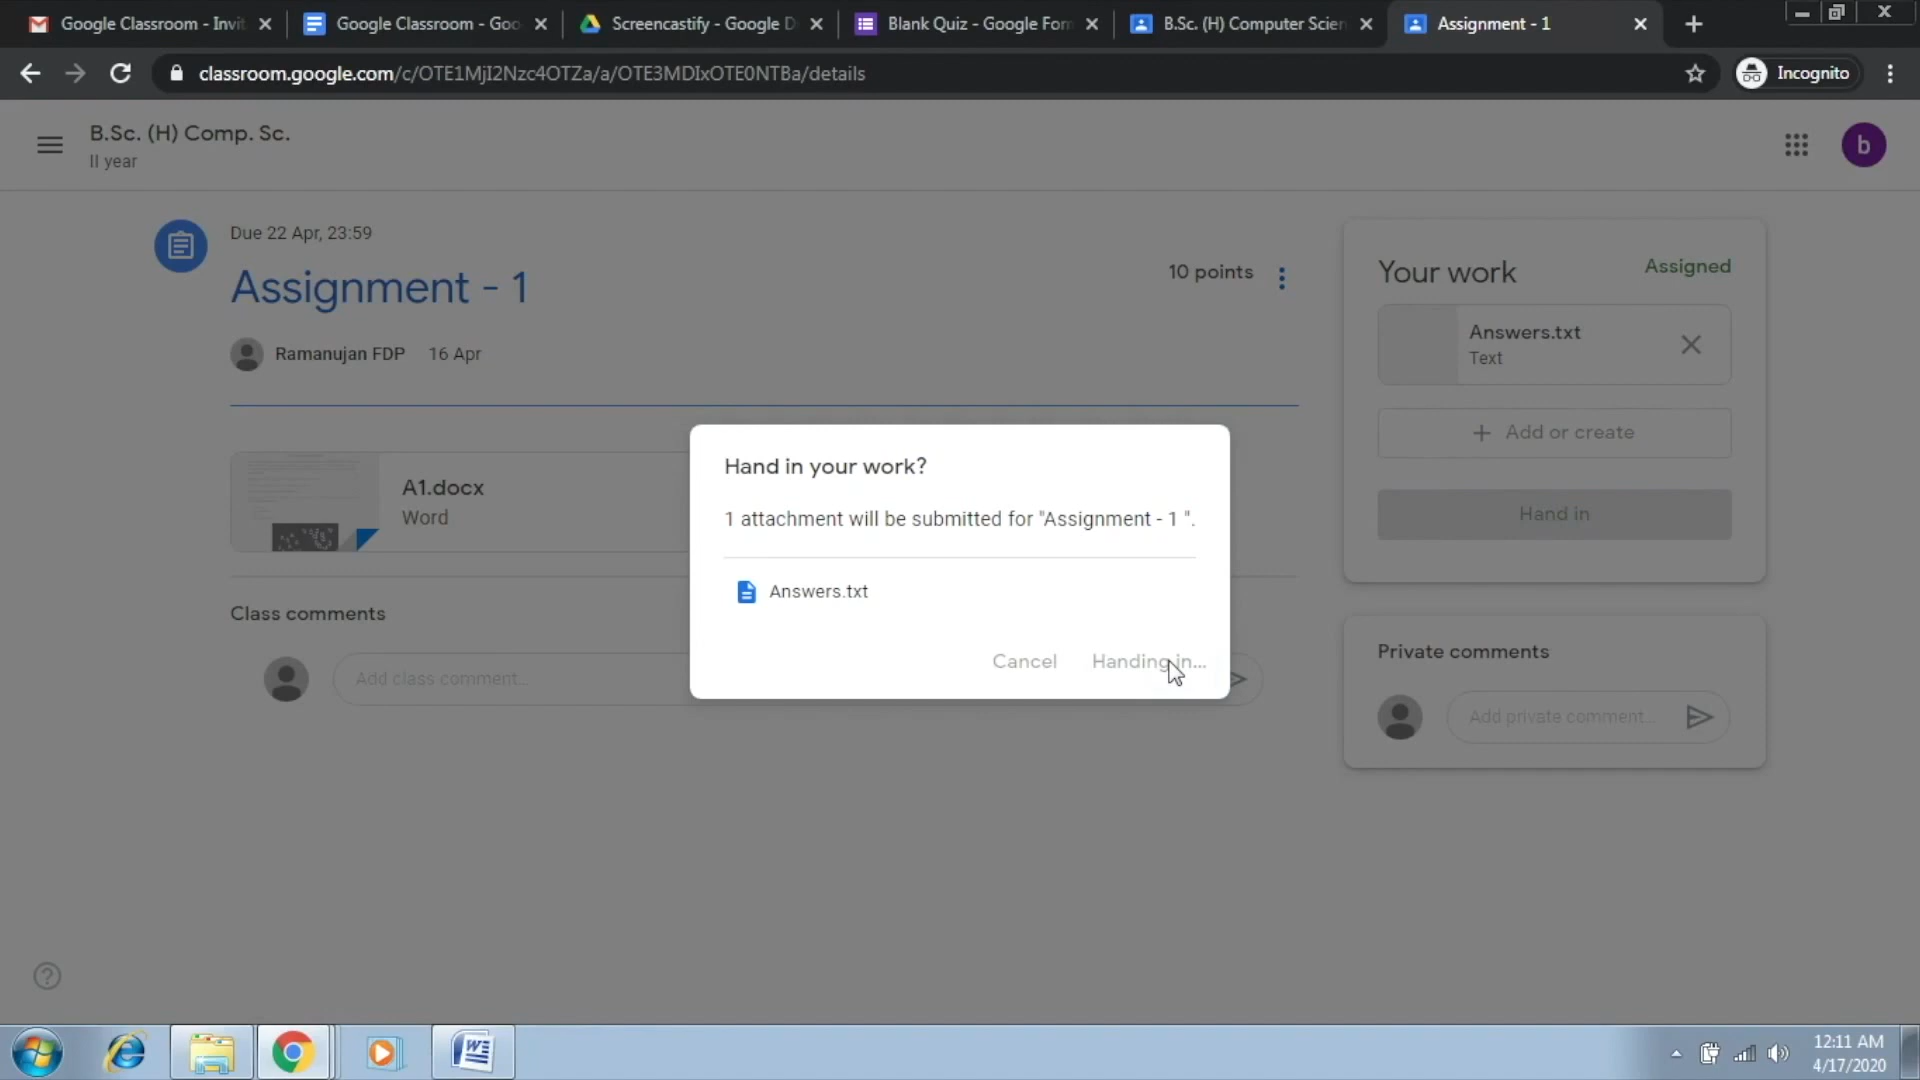 Google Classroom - Invit
Google Classroom - Goo
Screencastify - Google D
Blank Quiz - Google Form
B.Sc. (H) Computer Scien
Assignment - 1
classroom.google.com/c/OTE1MjI2Nzc4OTZa/a/OTE3MDIxOTE0NTBa/details
Incognito
B.Sc. (H) Comp. Sc.
II year
b
Due 22 Apr, 23:59
Assignment - 1
10 points
Ramanujan FDP 16 Apr
A1.docx
Word
Class comments
Add class comment...
Your work
Assigned
Answers.txt
Text
Add or create
Hand in
Private comments
Add private comment...
Hand in your work?
1 attachment will be submitted for "Assignment - 1 ".
Answers.txt
Cancel
Handing in...
12:11 AM
4/17/2020